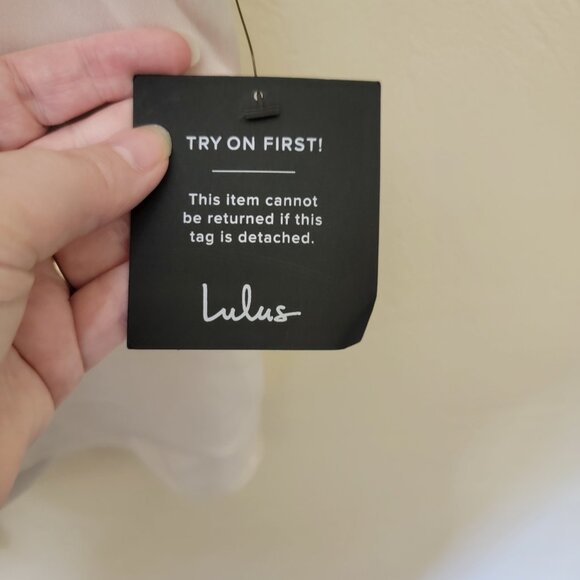 TRY ON FIRST!
This item cannot
be returned if this
tag is detached.
Lulus